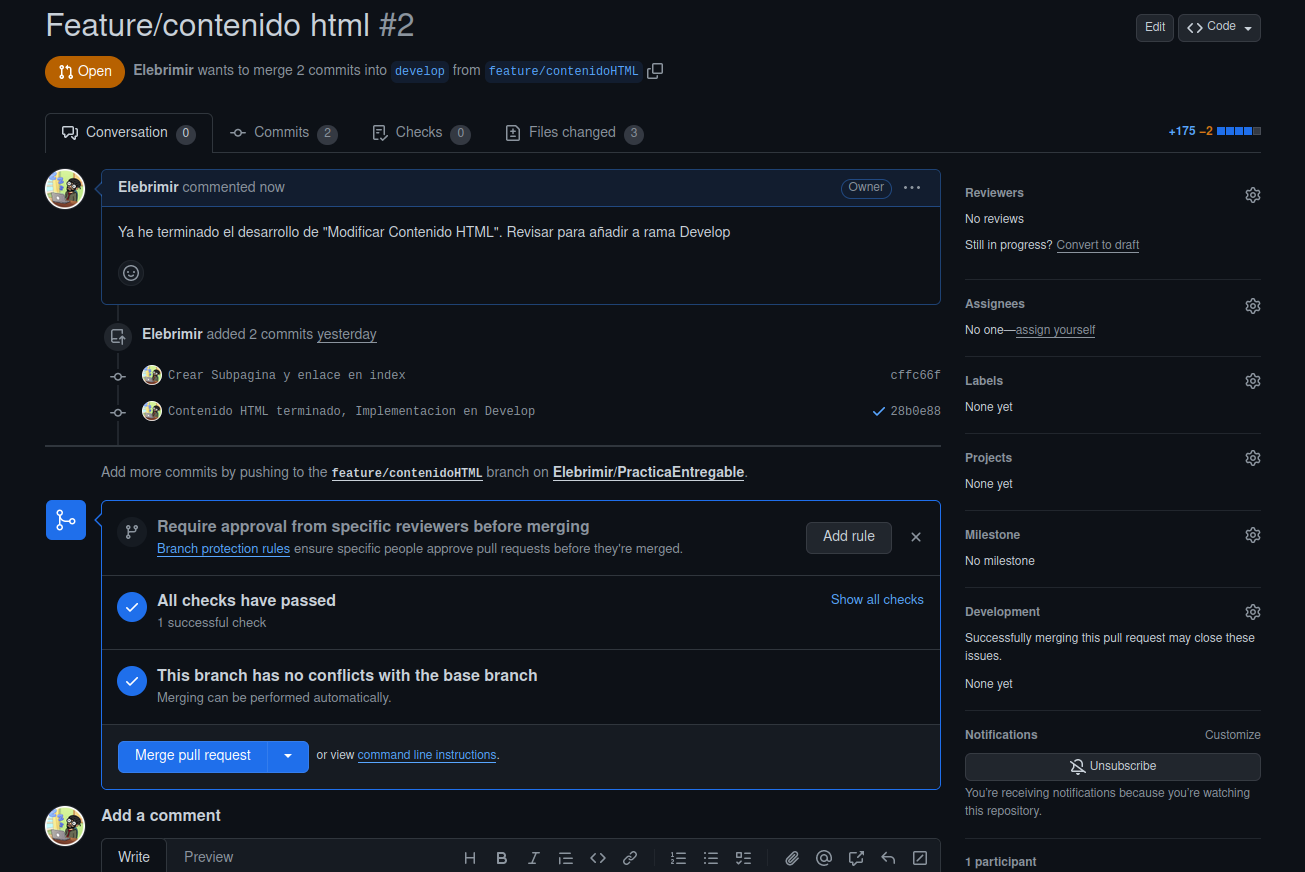 Feature/contenido html #2
Edit
Code
Open
Elebrimir wants to merge 2 commits into develop from feature/contenidoHTML
Conversation 0
Commits 2
Checks 0
Files changed 3
+175 −2
Elebrimir commented now
Owner
Ya he terminado el desarrollo de "Modificar Contenido HTML". Revisar para añadir a rama Develop
Elebrimir added 2 commits yesterday
Crear Subpagina y enlace en index
cffc66f
Contenido HTML terminado, Implementacion en Develop
28b0e88
Add more commits by pushing to the feature/contenidoHTML branch on Elebrimir/PracticaEntregable.
Require approval from specific reviewers before merging
Branch protection rules ensure specific people approve pull requests before they're merged.
Add rule
All checks have passed
1 successful check
Show all checks
This branch has no conflicts with the base branch
Merging can be performed automatically.
Merge pull request
or view command line instructions.
Add a comment
Write
Preview
Reviewers
No reviews
Still in progress? Convert to draft
Assignees
No one—assign yourself
Labels
None yet
Projects
None yet
Milestone
No milestone
Development
Successfully merging this pull request may close these
issues.
None yet
Notifications
Customize
Unsubscribe
You're receiving notifications because you're watching
this repository.
1 participant